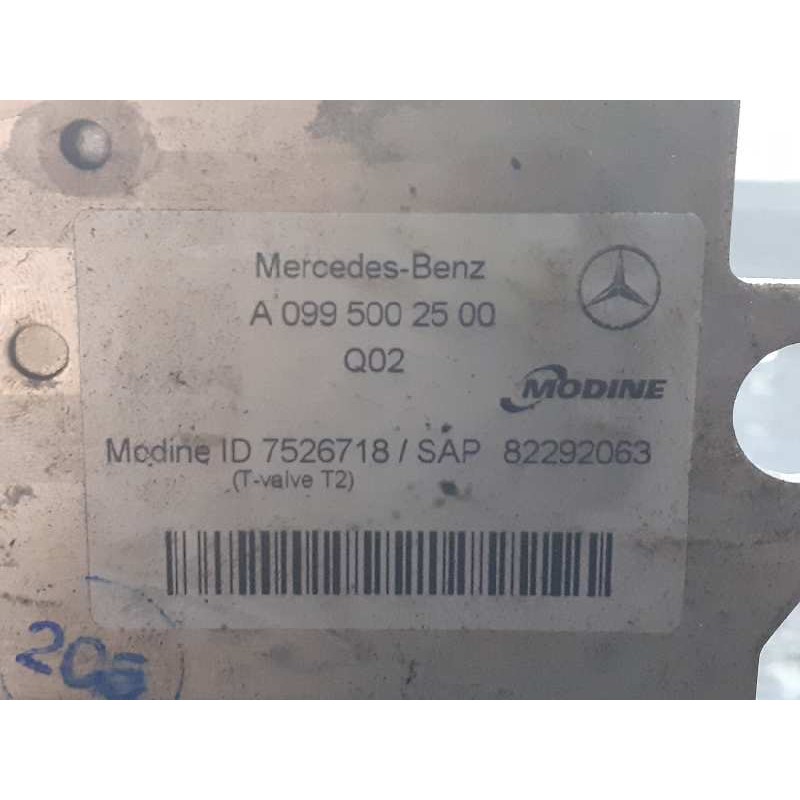 Mercedes-Benz
A 099 500 25 00
Q02
MODINE
Modine ID 7526718 / SAP 82292063
(T-valve T2)
205